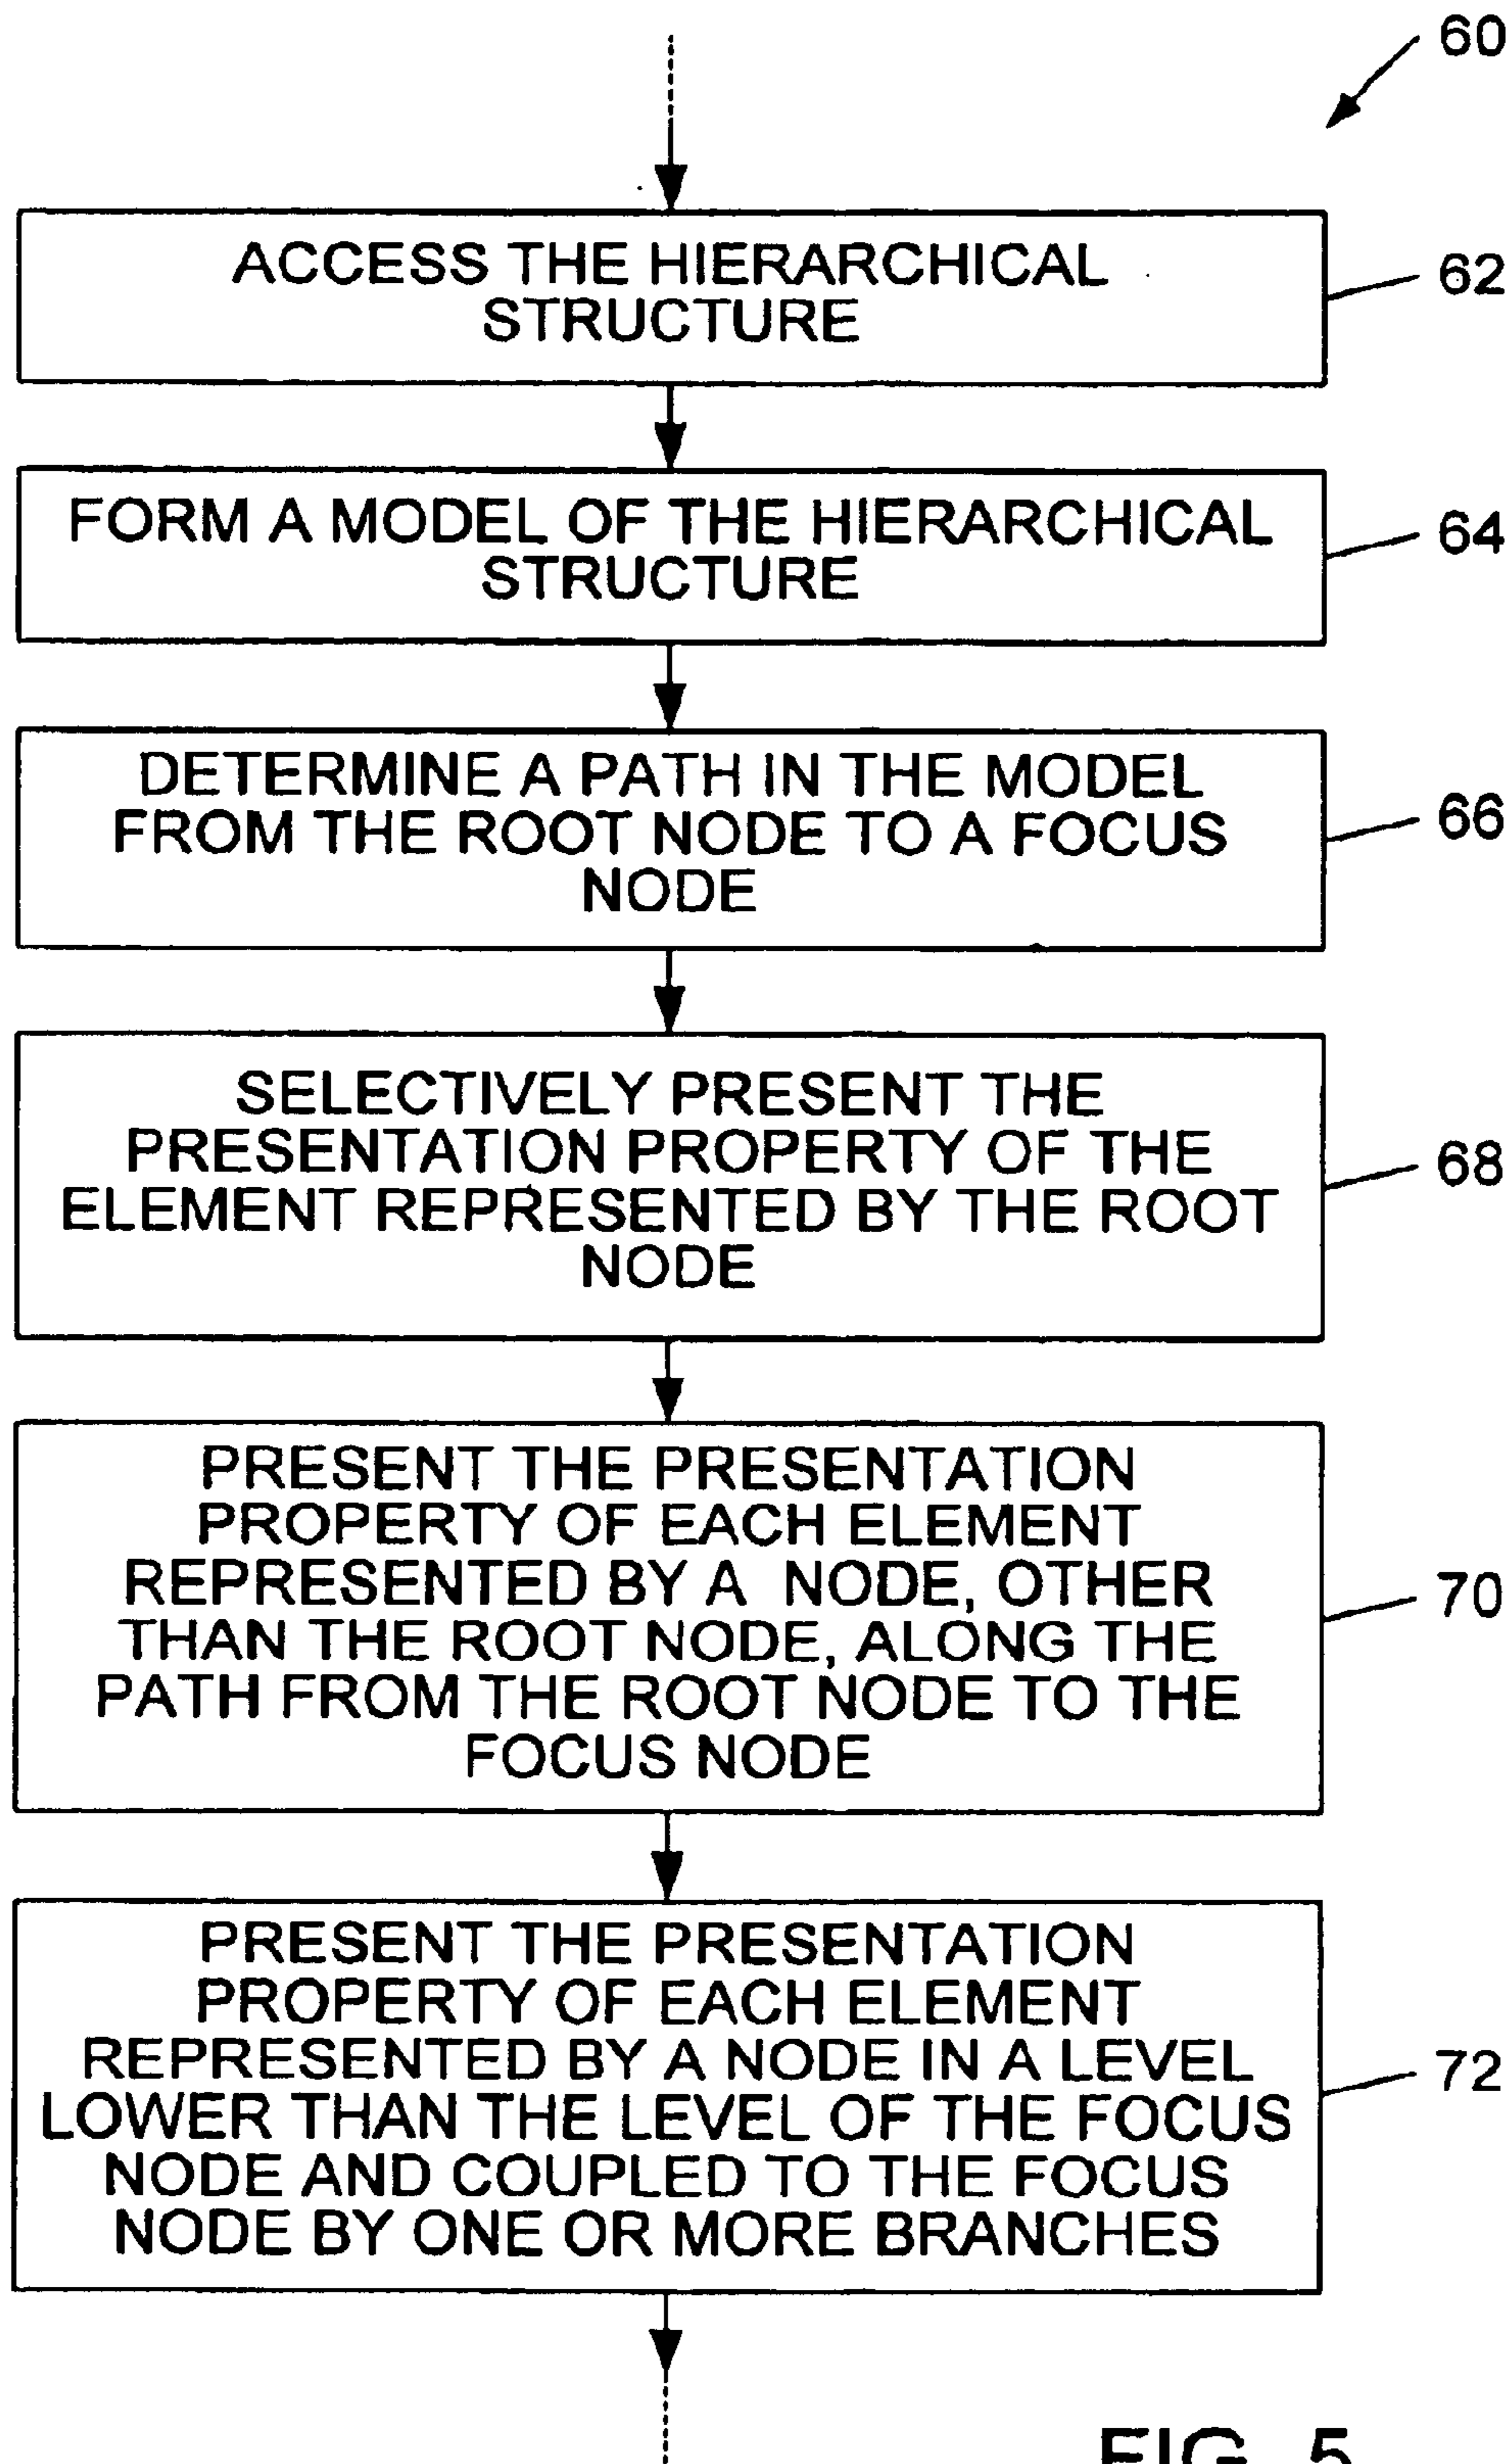 60
ACCESS THE HIERARCHICAL
STRUCTURE
62
FORM A MODEL OF THE HIERARCHICAL
STRUCTURE
64
DETERMINE A PATH IN THE MODEL
FROM THE ROOT NODE TO A FOCUS
NODE
66
SELECTIVELY PRESENT THE
PRESENTATION PROPERTY OF THE
ELEMENT REPRESENTED BY THE ROOT
NODE
68
PRESENT THE PRESENTATION
PROPERTY OF EACH ELEMENT
REPRESENTED BY A NODE, OTHER
THAN THE ROOT NODE, ALONG THE
PATH FROM THE ROOT NODE TO THE
FOCUS NODE
70
PRESENT THE PRESENTATION
PROPERTY OF EACH ELEMENT
REPRESENTED BY A NODE IN A LEVEL
LOWER THAN THE LEVEL OF THE FOCUS
NODE AND COUPLED TO THE FOCUS
NODE BY ONE OR MORE BRANCHES
72
FIG. 5